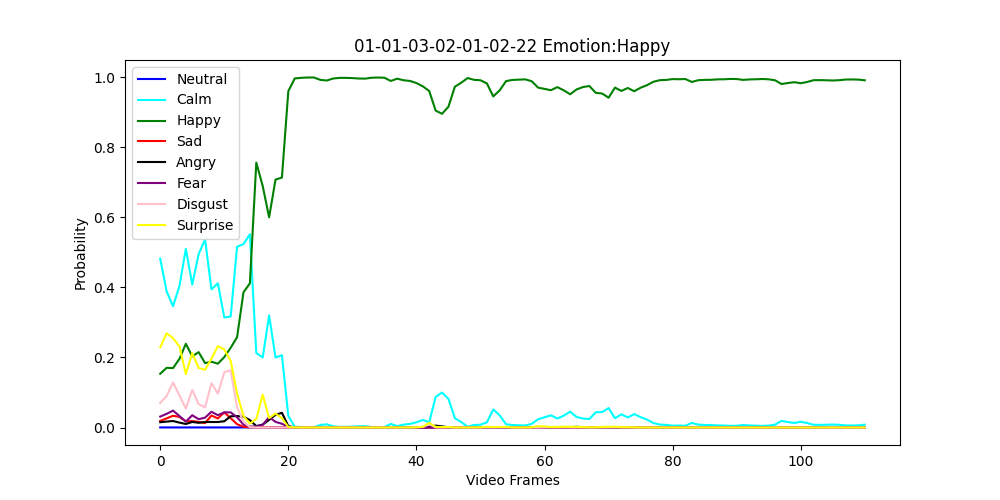 01-01-03-02-01-02-22 Emotion:Happy
1.0
0.8
0.6
0.4
0.2
0.0
Probability
Neutral
Calm
Happy
Sad
Angry
Fear
Disgust
Surprise
0 20 40 60 80 100
Video Frames